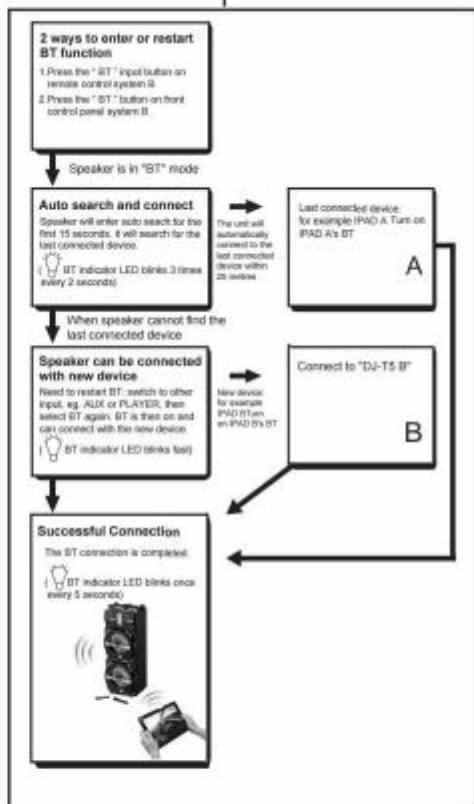 2 ways to enter or restart
BT function
1.Press the " BT " input button on
remote control system B
2.Press the " BT " button on front
control panel system B
Speaker is in "BT" mode
Auto search and connect
Speaker will enter auto search for the
first 15 seconds, it will search for the
last connected device.
( BT indicator LED blinks 3 times
every 2 seconds)
The unit will
automatically
connect to the
last connected
device within
25 metres
Last connected device:
for example IPAD A Turn on
IPAD A's BT
A
When speaker cannot find the
last connected device
Speaker can be connected
with new device
Need to restart BT: switch to other
input, eg. AUX or PLAYER, then
select BT again. BT is then on and
can connect with the new device.
( BT indicator LED blinks fast)
New device:
for example
IPAD BTurn
on IPAD B's BT
Connect to "DJ-T5 B"
B
Successful Connection
The BT connection is completed.
( BT indicator LED blinks once
every 5 seconds)